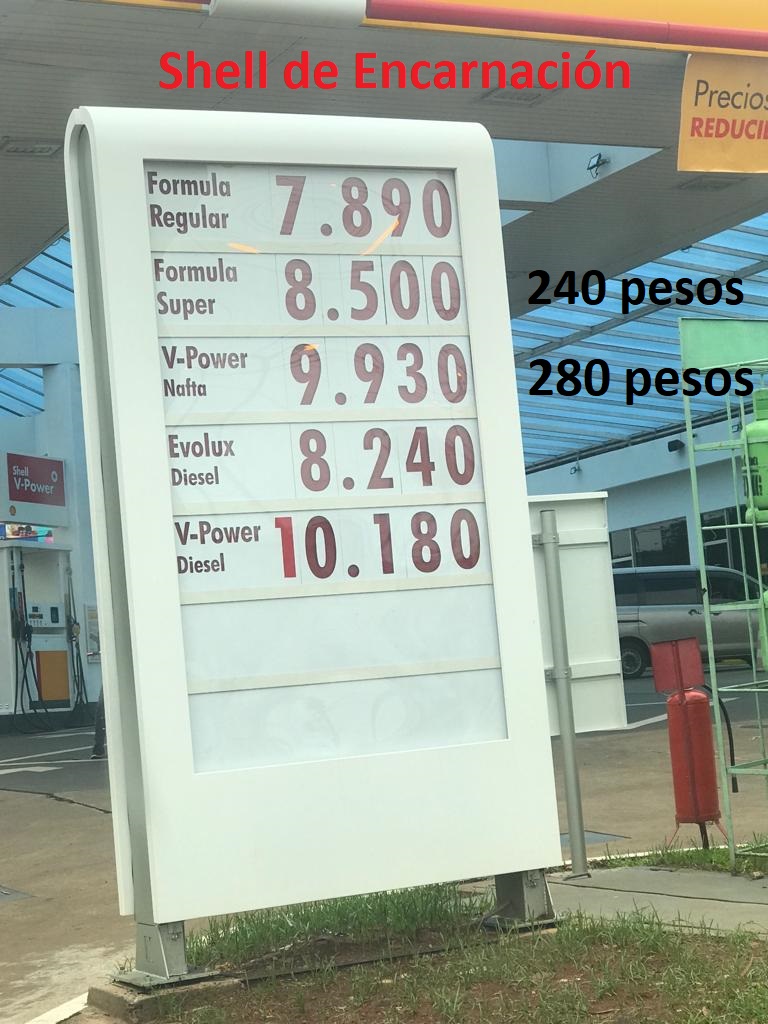 Shell de Encarnación
Precios
REDUCI
Formula
Regular
7.890
Formula
Super
8.500
240 pesos
V-Power
Nafta
9.930
280 pesos
Evolux
Diesel
8.240
V-Power
Diesel
10.180
Shell
V-Power